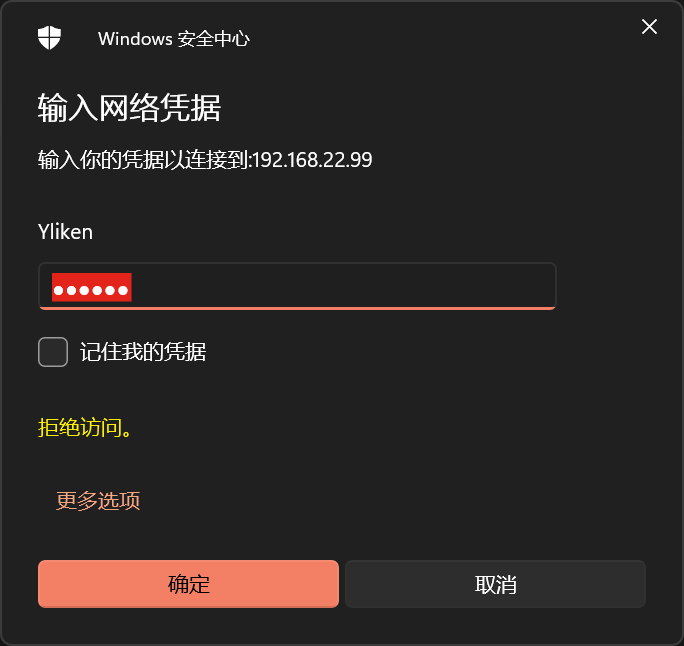 Windows 安全中心
输入网络凭据
输入你的凭据以连接到:192.168.22.99
Yliken
●●●●●●
记住我的凭据
拒绝访问。
更多选项
确定
取消